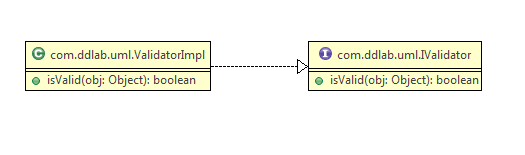 C com.ddlab.uml.ValidatorImpl
isValid(obj: Object): boolean
I com.ddlab.uml.IValidator
isValid(obj: Object): boolean